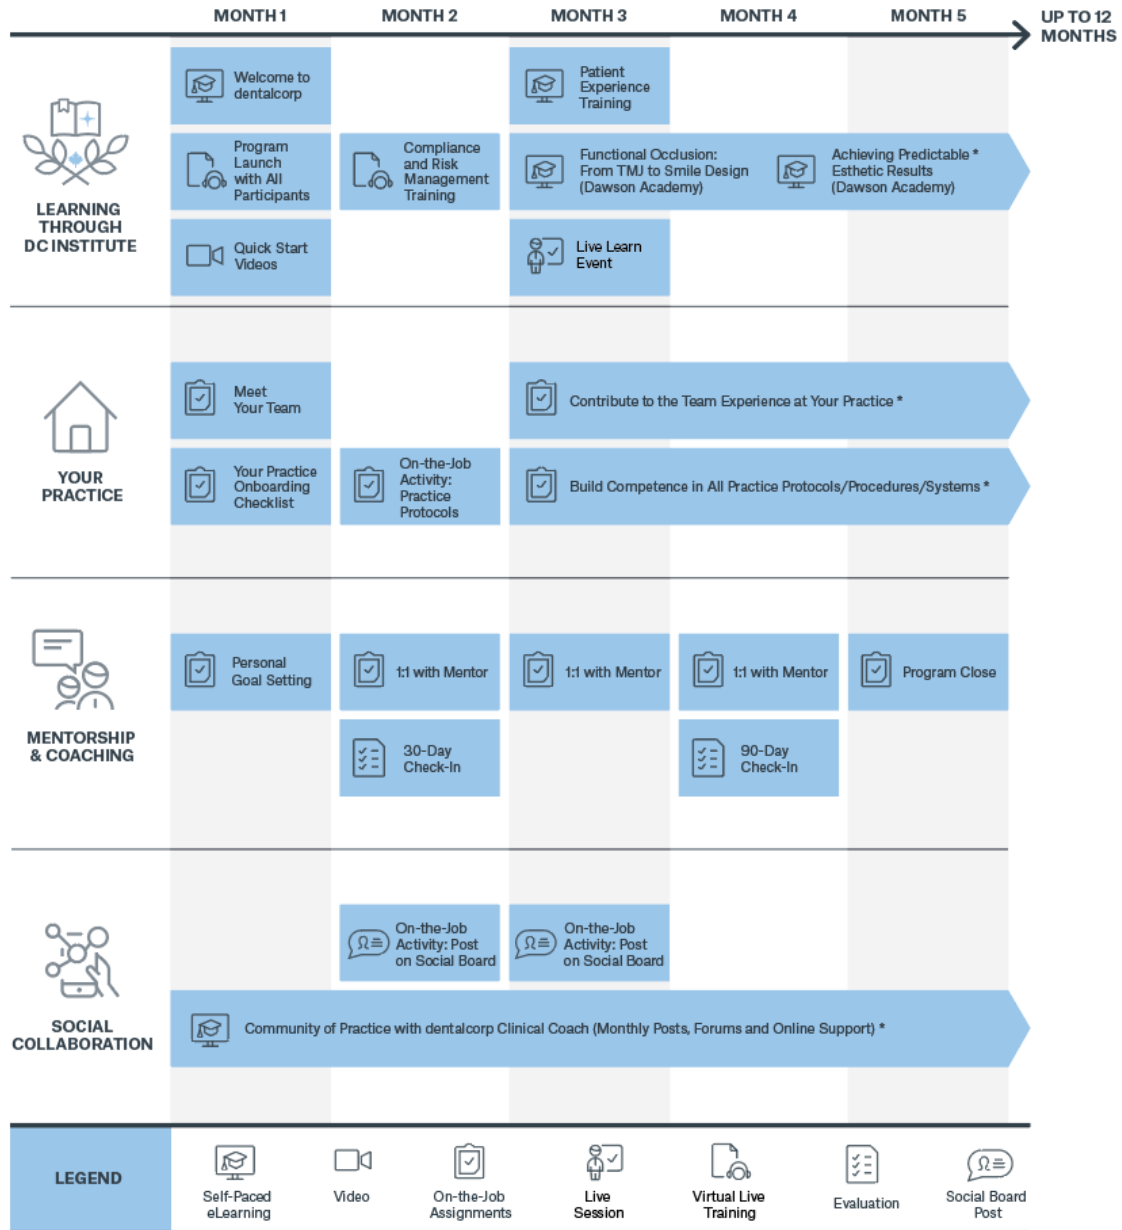 MONTH 1
MONTH 2
MONTH 3
MONTH 4
MONTH 5
UP TO 12
MONTHS
LEARNING
THROUGH
DC INSTITUTE
Welcome to
dentalcorp
Patient
Experience
Training
Program
Launch
with All
Participants
Compliance
and Risk
Management
Training
Functional Occlusion:
From TMJ to Smile Design
(Dawson Academy)
Achieving Predictable *
Esthetic Results
(Dawson Academy)
Quick Start
Videos
Live Learn
Event
YOUR
PRACTICE
Meet
Your Team
Contribute to the Team Experience at Your Practice *
Your Practice
Onboarding
Checklist
On-the-Job
Activity:
Practice
Protocols
Build Competence in All Practice Protocols/Procedures/Systems *
MENTORSHIP
& COACHING
Personal
Goal Setting
1:1 with Mentor
1:1 with Mentor
1:1 with Mentor
Program Close
30-Day
Check-In
90-Day
Check-In
SOCIAL
COLLABORATION
On-the-Job
Activity: Post
on Social Board
On-the-Job
Activity: Post
on Social Board
Community of Practice with dentalcorp Clinical Coach (Monthly Posts, Forums and Online Support) *
LEGEND
Self-Paced
eLearning
Video
On-the-Job
Assignments
Live
Session
Virtual Live
Training
Evaluation
Social Board
Post